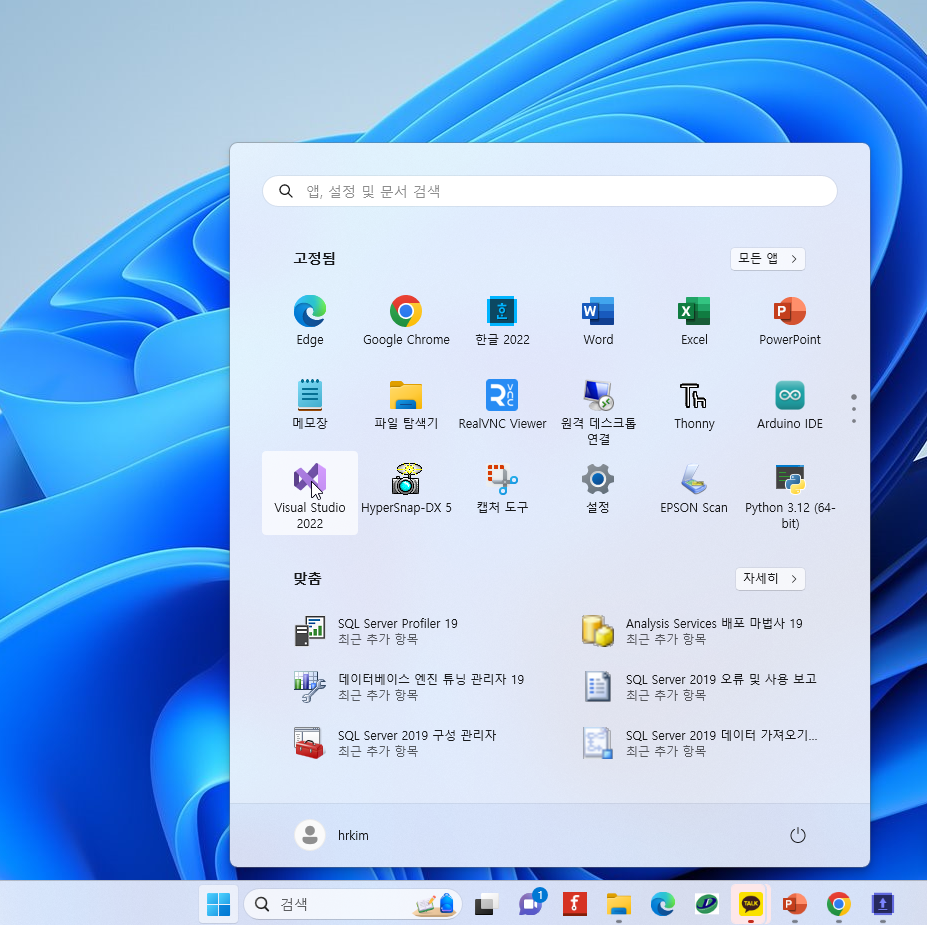 앱, 설정 및 문서 검색
고정됨
모든 앱
Edge
Google Chrome
한글 2022
Word
Excel
PowerPoint
메모장
파일 탐색기
RealVNC Viewer
원격 데스크톱
연결
Thonny
Arduino IDE
Visual Studio
2022
HyperSnap-DX 5
캡처 도구
설정
EPSON Scan
Python 3.12 (64-
bit)
맞춤
자세히
SQL Server Profiler 19
최근 추가 항목
Analysis Services 배포 마법사 19
최근 추가 항목
데이터베이스 엔진 튜닝 관리자 19
최근 추가 항목
SQL Server 2019 오류 및 사용 보고
최근 추가 항목
SQL Server 2019 구성 관리자
최근 추가 항목
SQL Server 2019 데이터 가져오기...
최근 추가 항목
hrkim
검색
1
TALK